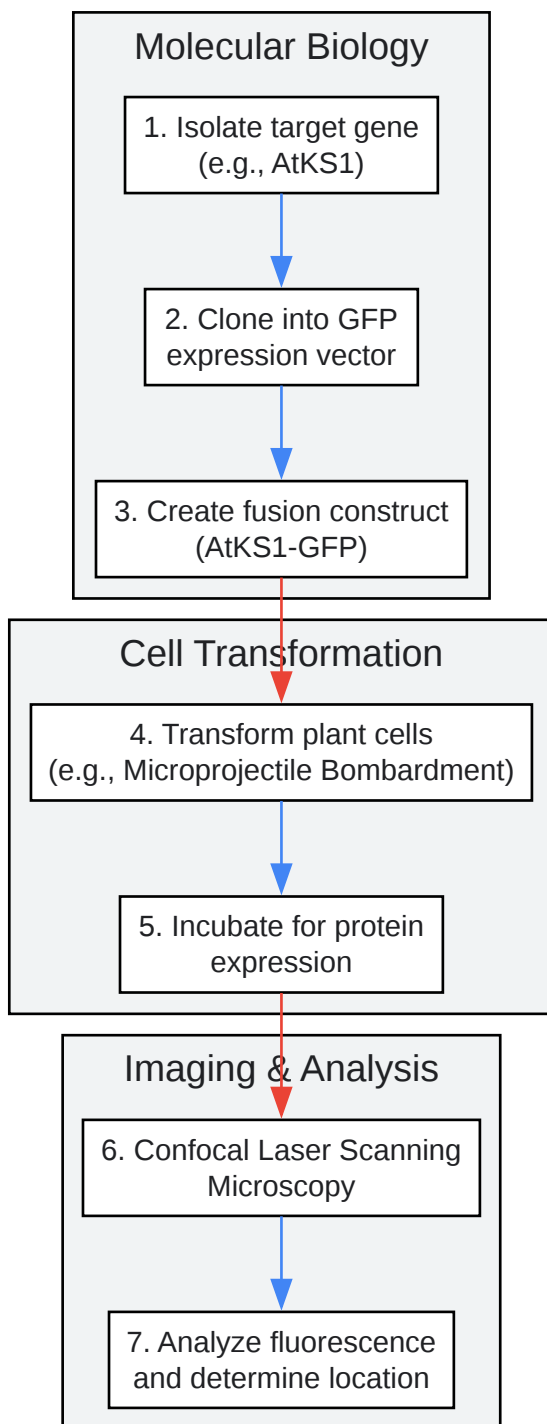 Molecular Biology
1. Isolate target gene
(e.g., AtKS1)
2. Clone into GFP
expression vector
3. Create fusion construct
(AtKS1-GFP)
Cell Transformation
4. Transform plant cells
(e.g., Microprojectile Bombardment)
5. Incubate for protein
expression
Imaging & Analysis
6. Confocal Laser Scanning
Microscopy
7. Analyze fluorescence
and determine location